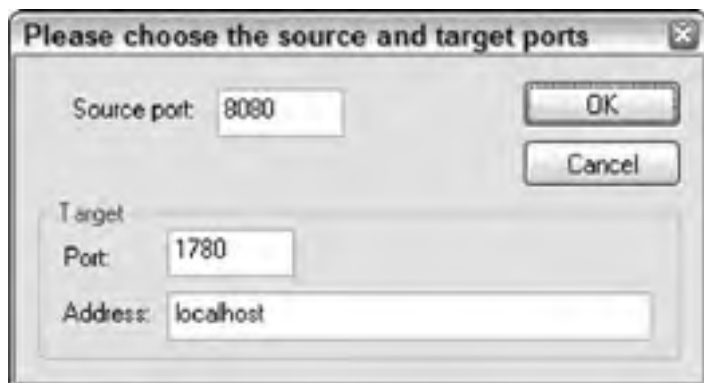 Please choose the source and target ports
Source port: 8080
OK
Cancel
Target
Port: 1780
Address: localhost